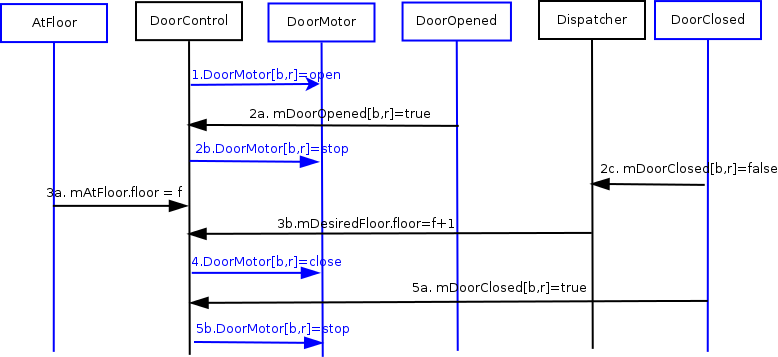 AtFloor
DoorControl
DoorMotor
DoorOpened
Dispatcher
DoorClosed
1.DoorMotor[b,r]=open
2a. mDoorOpened[b,r]=true
2b.DoorMotor[b,r]=stop
2c. mDoorClosed[b,r]=false
3a. mAtFloor.floor = f
3b.mDesiredFloor.floor=f+1
4.DoorMotor[b,r]=close
5a. mDoorClosed[b,r]=true
5b.DoorMotor[b,r]=stop